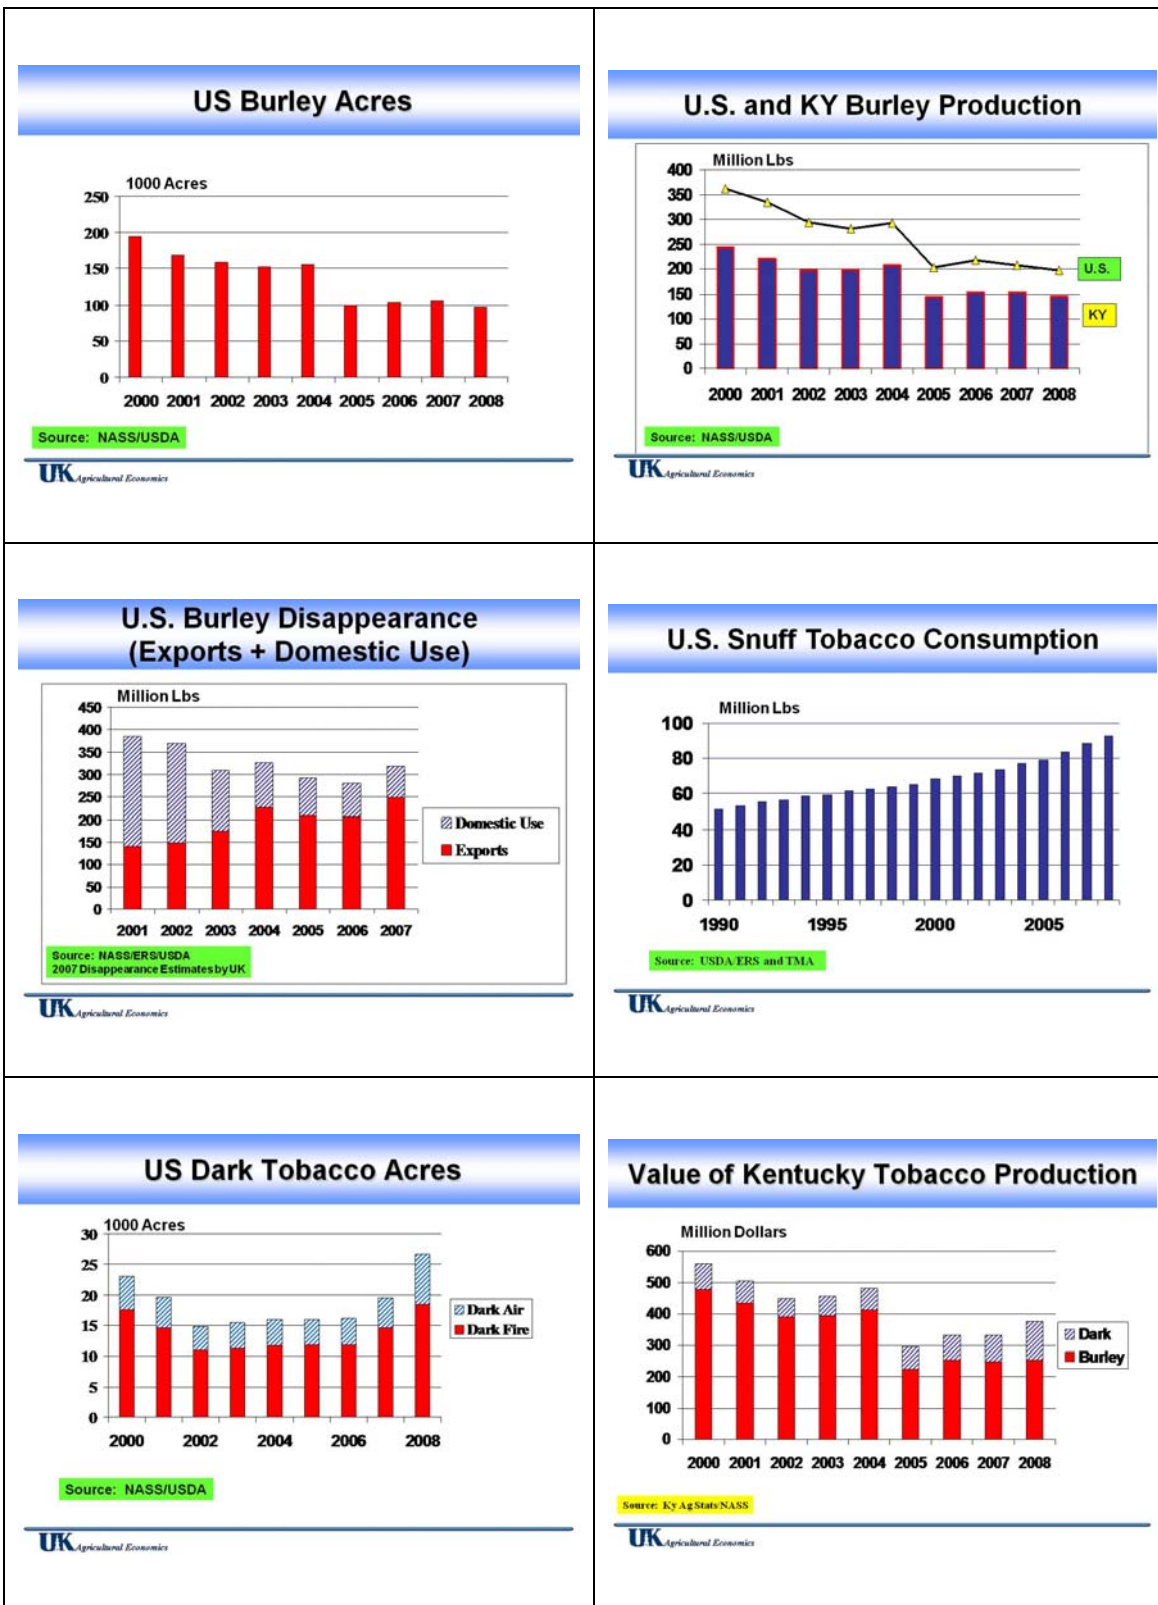 US Burley Acres
1000 Acres
250
200
150
100
50
0
2000 2001 2002 2003 2004 2005 2006 2007 2008
Source: NASS/USDA
UK Agricultural Economics
U.S. and KY Burley Production
Million Lbs
400
350
300
250
200
150
100
50
0
U.S.
KY
2000 2001 2002 2003 2004 2005 2006 2007 2008
Source: NASS/USDA
UK Agricultural Economics
U.S. Burley Disappearance
(Exports + Domestic Use)
Million Lbs
450
400
350
300
250
200
150
100
50
0
Domestic Use
Exports
2001 2002 2003 2004 2005 2006 2007
Source: NASS/ERS/USDA
2007 Disappearance Estimates by UK
UK Agricultural Economics
U.S. Snuff Tobacco Consumption
Million Lbs
100
80
60
40
20
0
1990 1995 2000 2005
Source: USDA/ERS and TMA
UK Agricultural Economics
US Dark Tobacco Acres
1000 Acres
30
25
20
15
10
5
0
Dark Air
Dark Fire
2000 2002 2004 2006 2008
Source: NASS/USDA
UK Agricultural Economics
Value of Kentucky Tobacco Production
Million Dollars
600
500
400
300
200
100
0
Dark
Burley
2000 2001 2002 2003 2004 2005 2006 2007 2008
Source: Ky Ag Stats/NASS
UK Agricultural Economics